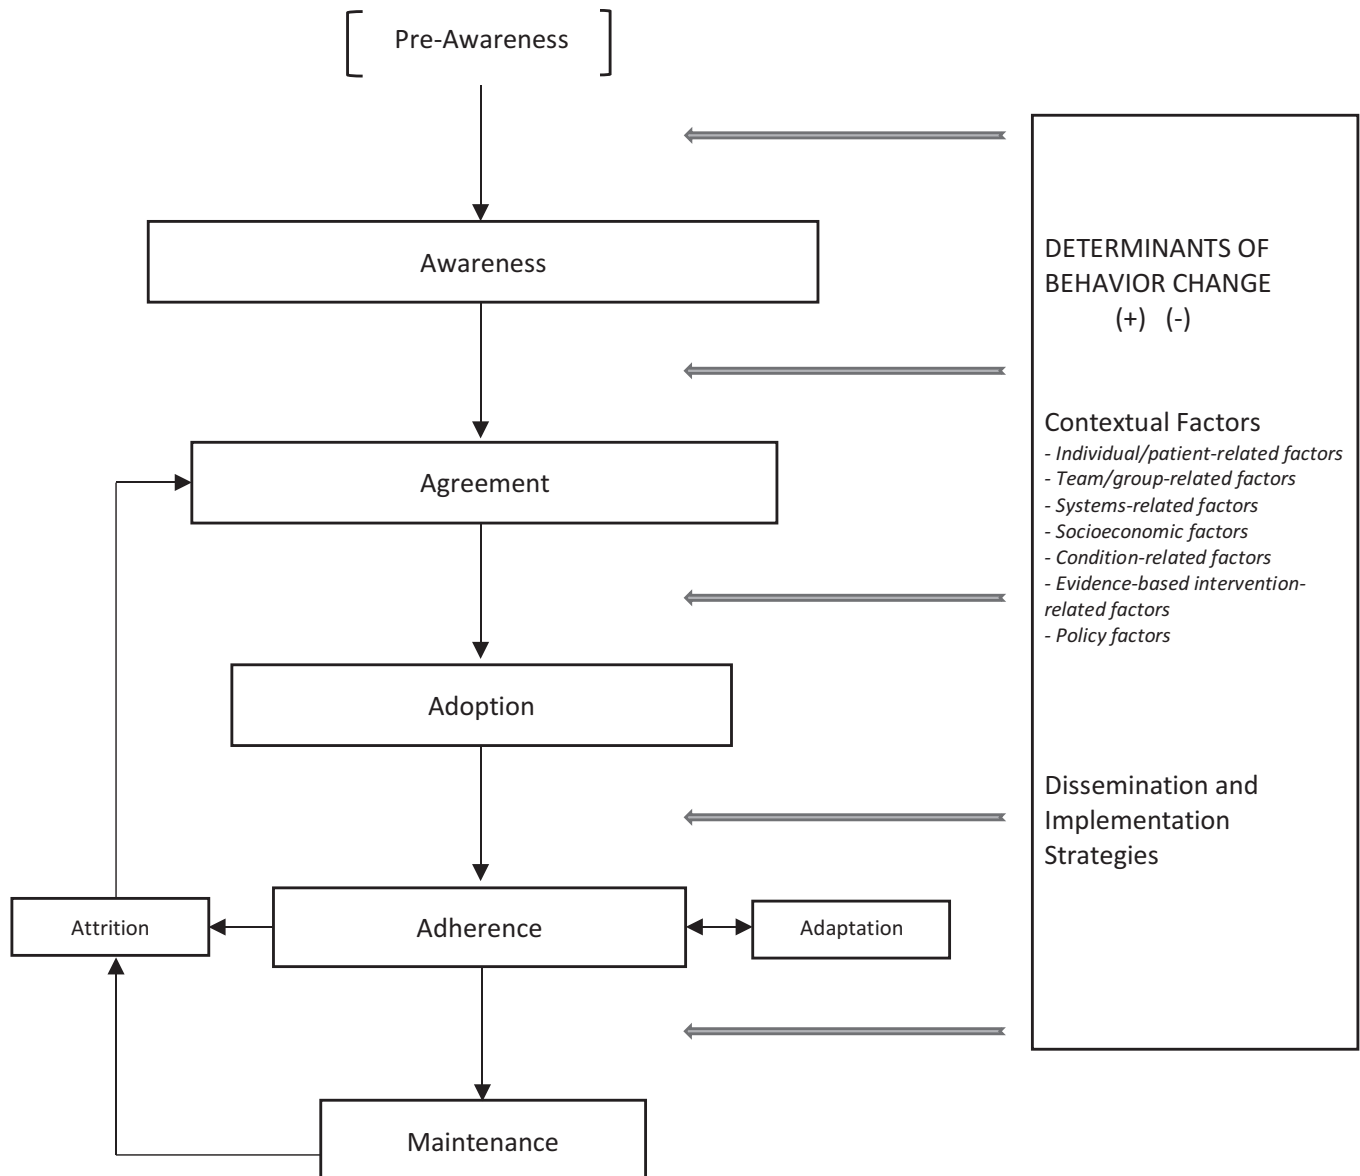 Pre-Awareness
Awareness
Agreement
Adoption
Attrition
Adherence
Adaptation
Maintenance
DETERMINANTS OF
BEHAVIOR CHANGE
(+) (-)
Contextual Factors
- Individual/patient-related factors
- Team/group-related factors
- Systems-related factors
- Socioeconomic factors
- Condition-related factors
- Evidence-based intervention-
related factors
- Policy factors
Dissemination and
Implementation
Strategies